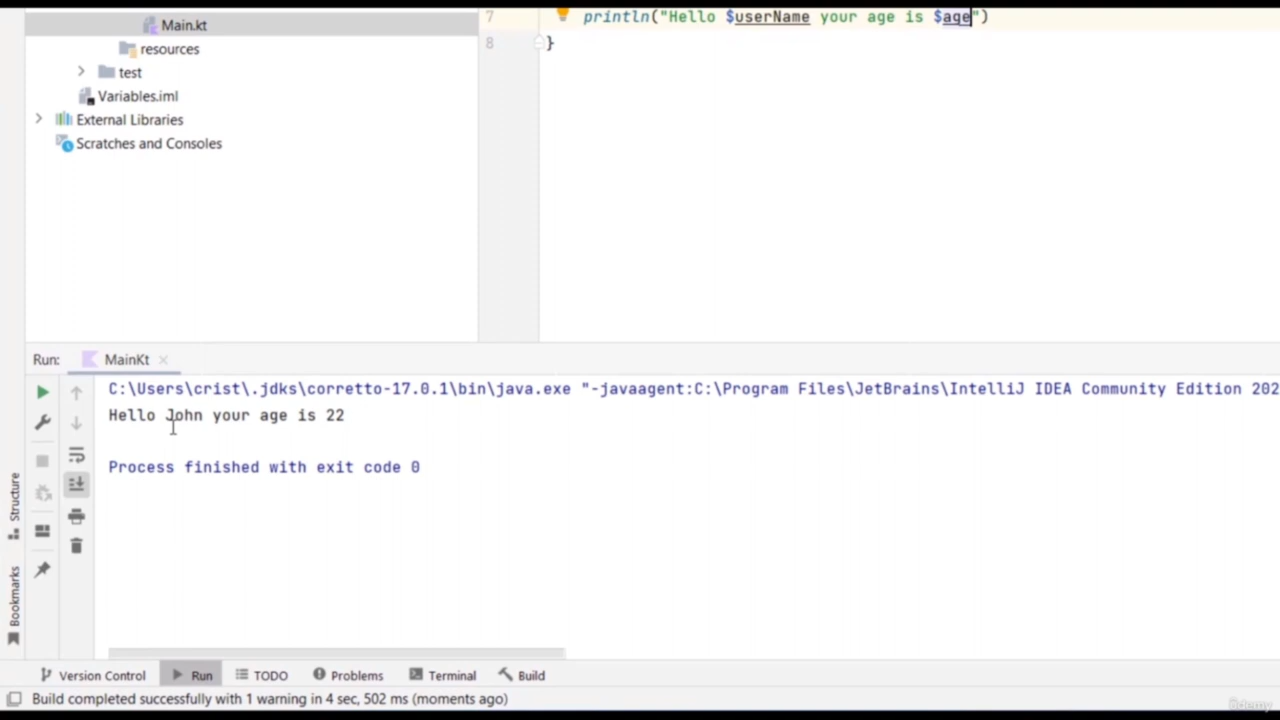 Main.kt
resources
test
Variables.iml
External Libraries
Scratches and Consoles
7 println("Hello $userName your age is $age")
8 }
Run: MainKt
C:\Users\crist\.jdks\corretto-17.0.1\bin\java.exe "-javaagent:C:\Program Files\JetBrains\IntelliJ IDEA Community Edition 202
Hello John your age is 22
Process finished with exit code 0
Structure
Bookmarks
Version Control Run TODO Problems Terminal Build
Build completed successfully with 1 warning in 4 sec, 502 ms (moments ago)
ûdemy